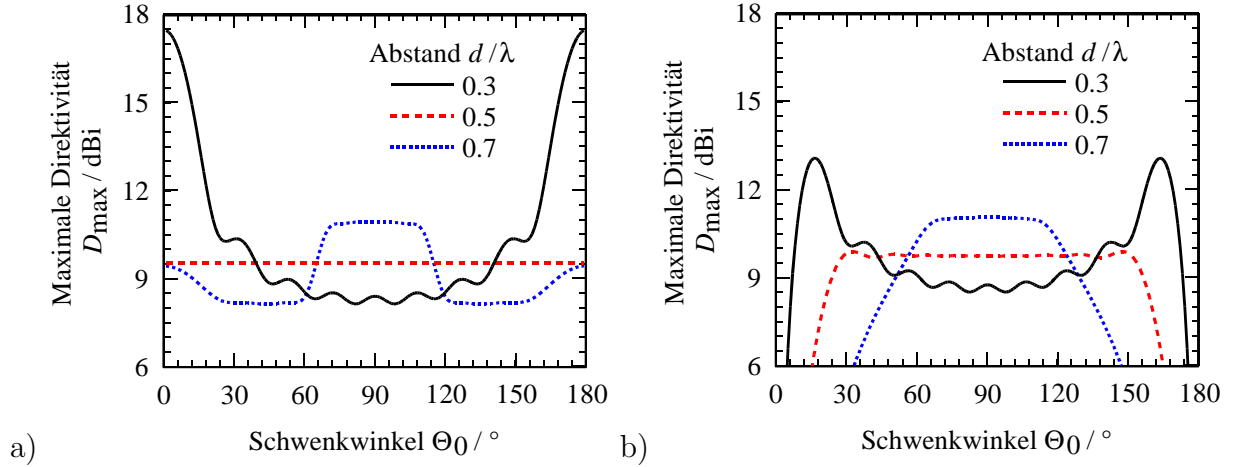 18
15
12
9
6
Maximale Direktivität
Dmax / dBi
Abstand d /λ
0.3
0.5
0.7
0 30 60 90 120 150 180
Schwenkwinkel Θ0 / °
a)
18
15
12
9
6
Maximale Direktivität
Dmax / dBi
Abstand d /λ
0.3
0.5
0.7
0 30 60 90 120 150 180
Schwenkwinkel Θ0 / °
b)